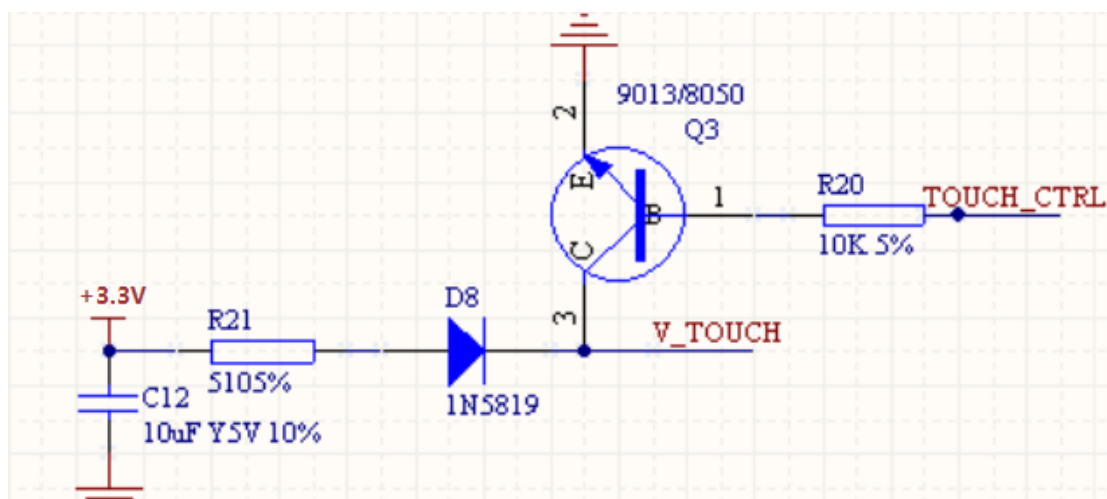 9013/8050
Q3
2
E
B
1
R20
TOUCH_CTRL
10K 5%
C
3
+3.3V
R21
D8
V_TOUCH
5105%
1N5819
C12
10uF Y5V 10%